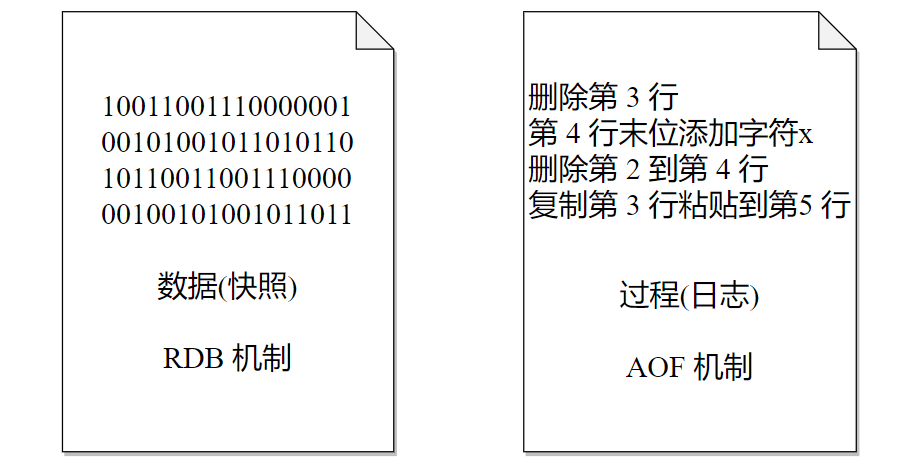 10011001110000001
00101001011010110
10110011001110000
00100101001011011
数据(快照)
RDB 机制
删除第 3 行
第 4 行末位添加字符x
删除第 2 到第 4 行
复制第 3 行粘贴到第5 行
过程(日志)
AOF 机制